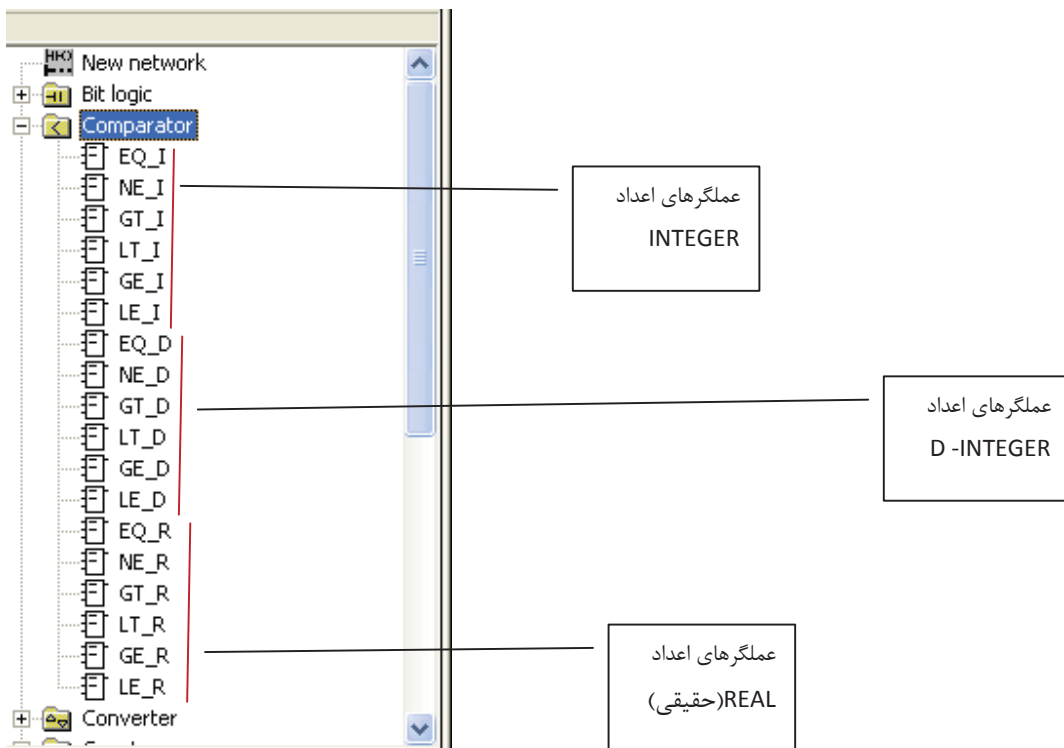 New network
Bit logic
Comparator
EQ_I
NE_I
GT_I
LT_I
GE_I
LE_I
EQ_D
NE_D
GT_D
LT_D
GE_D
LE_D
EQ_R
NE_R
GT_R
LT_R
GE_R
LE_R
Converter
عملگرهای اعداد
INTEGER
عملگرهای اعداد
D -INTEGER
عملگرهای اعداد
REAL(حقیقی)